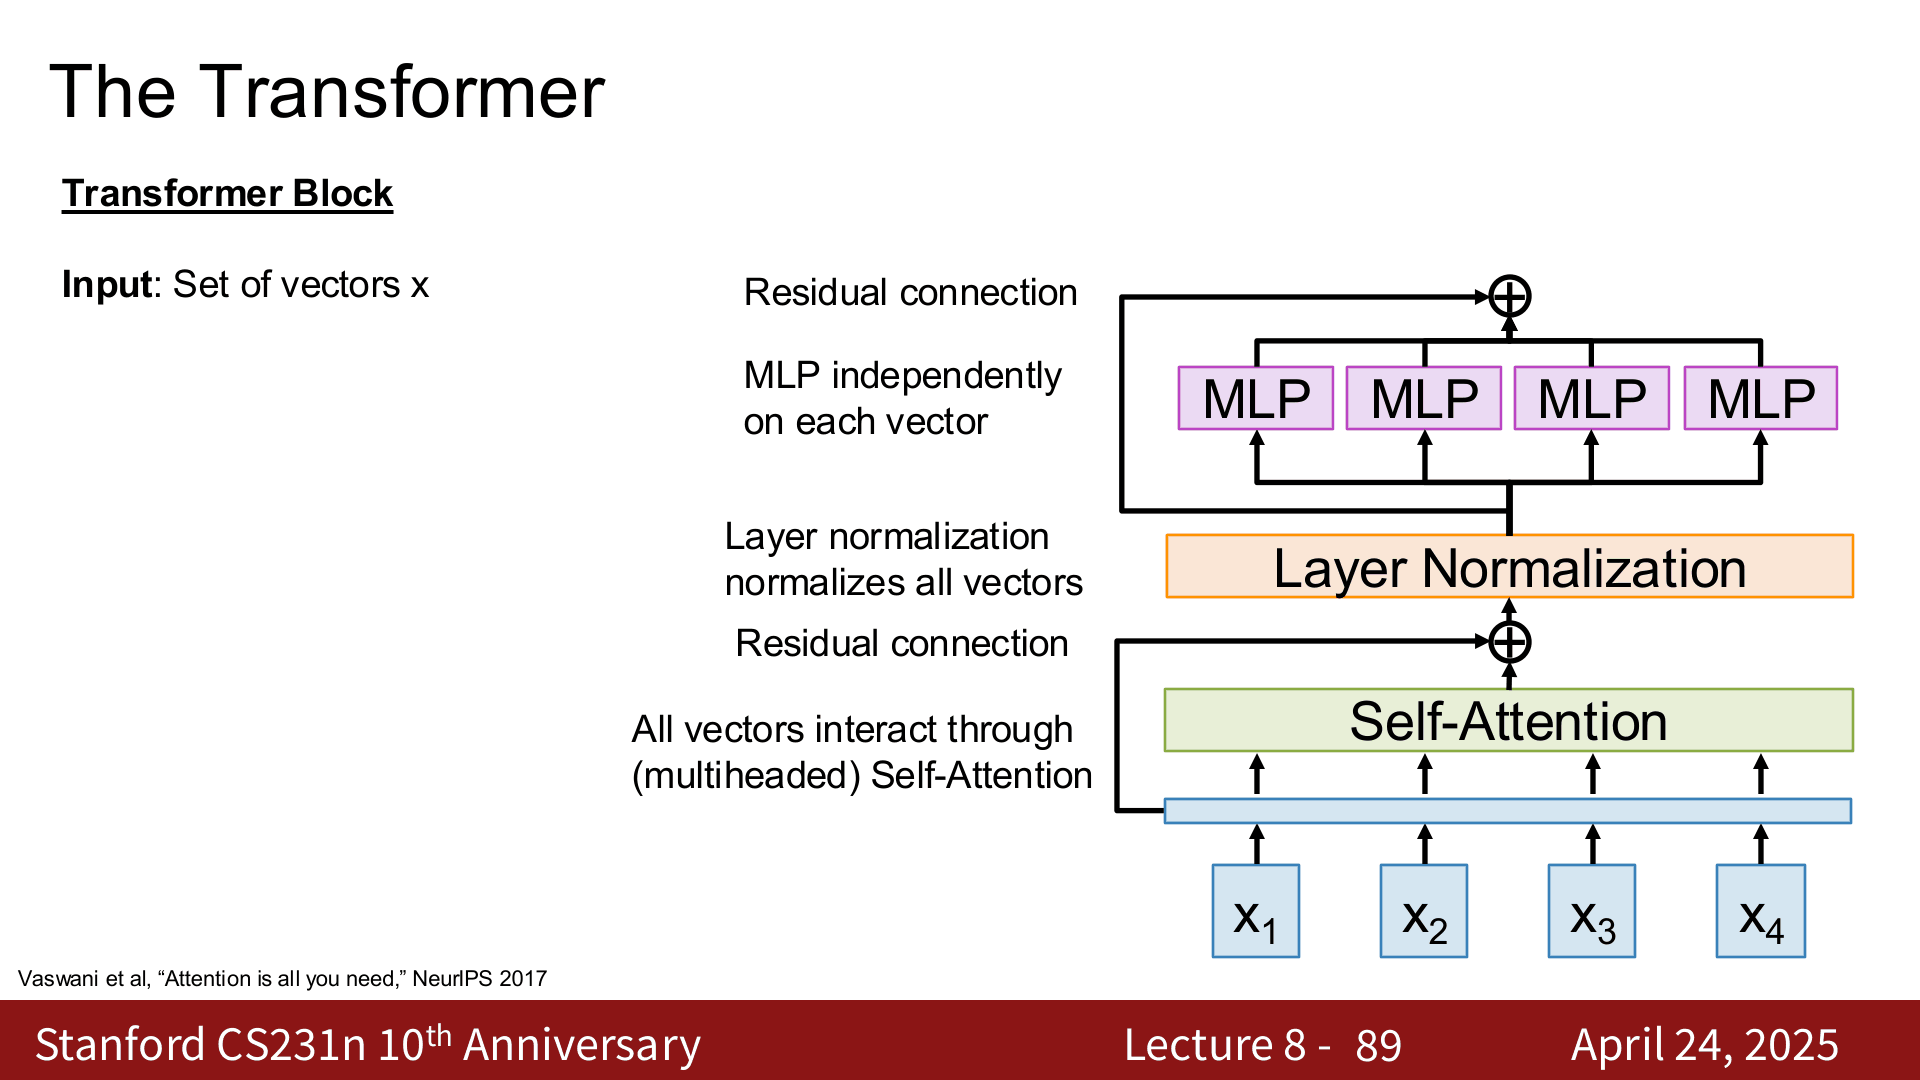 The Transformer
Transformer Block
Input: Set of vectors x
Residual connection
MLP independently
on each vector
MLP MLP MLP MLP
Layer normalization
normalizes all vectors
Layer Normalization
Residual connection
All vectors interact through
(multiheaded) Self-Attention
Self-Attention
x₁ x₂ x₃ x₄
Vaswani et al, “Attention is all you need,” NeurIPS 2017
Stanford CS231n 10th Anniversary
Lecture 8 - 89
April 24, 2025